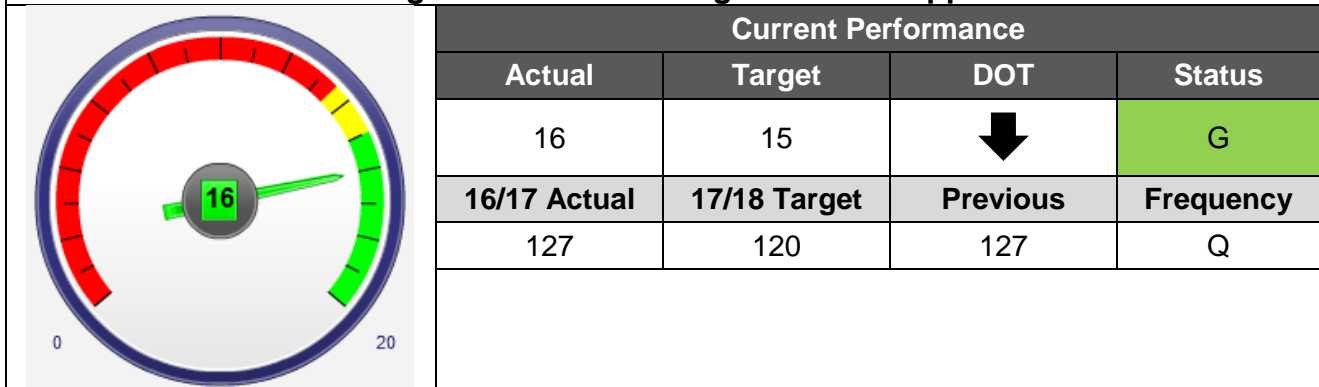 Current Performance
Actual Target DOT Status
16 15 G
16/17 Actual 17/18 Target Previous Frequency
127 120 127 Q
16
0 20